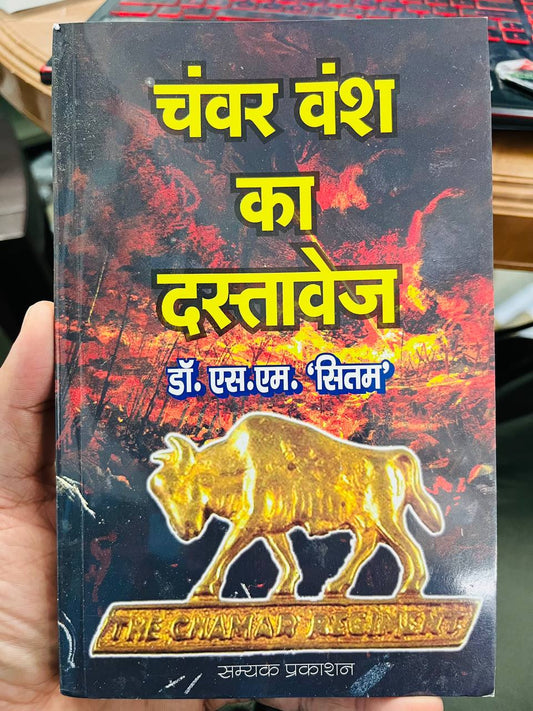 चंवर वंश
का
दस्तावेज
डॉ. एस.एम. ‘सितम’
THE CHAMAR REGIMENT
सम्यक प्रकाशन